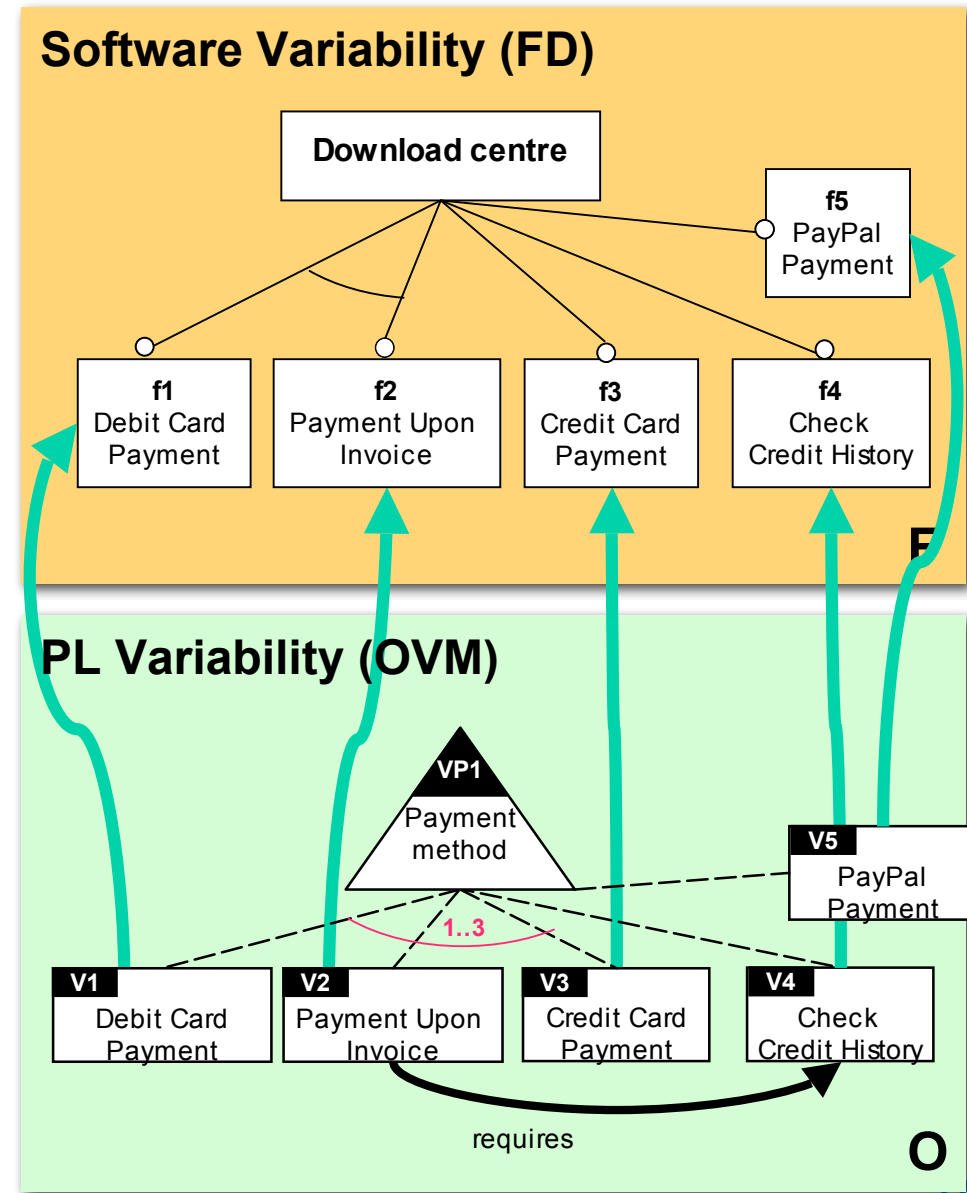 Software Variability (FD)
Download centre
f5
PayPal
Payment
f1
Debit Card
Payment
f2
Payment Upon
Invoice
f3
Credit Card
Payment
f4
Check
Credit History
F
PL Variability (OVM)
VP1
Payment
method
V5
PayPal
Payment
1..3
V1
Debit Card
Payment
V2
Payment Upon
Invoice
V3
Credit Card
Payment
V4
Check
Credit History
requires
O